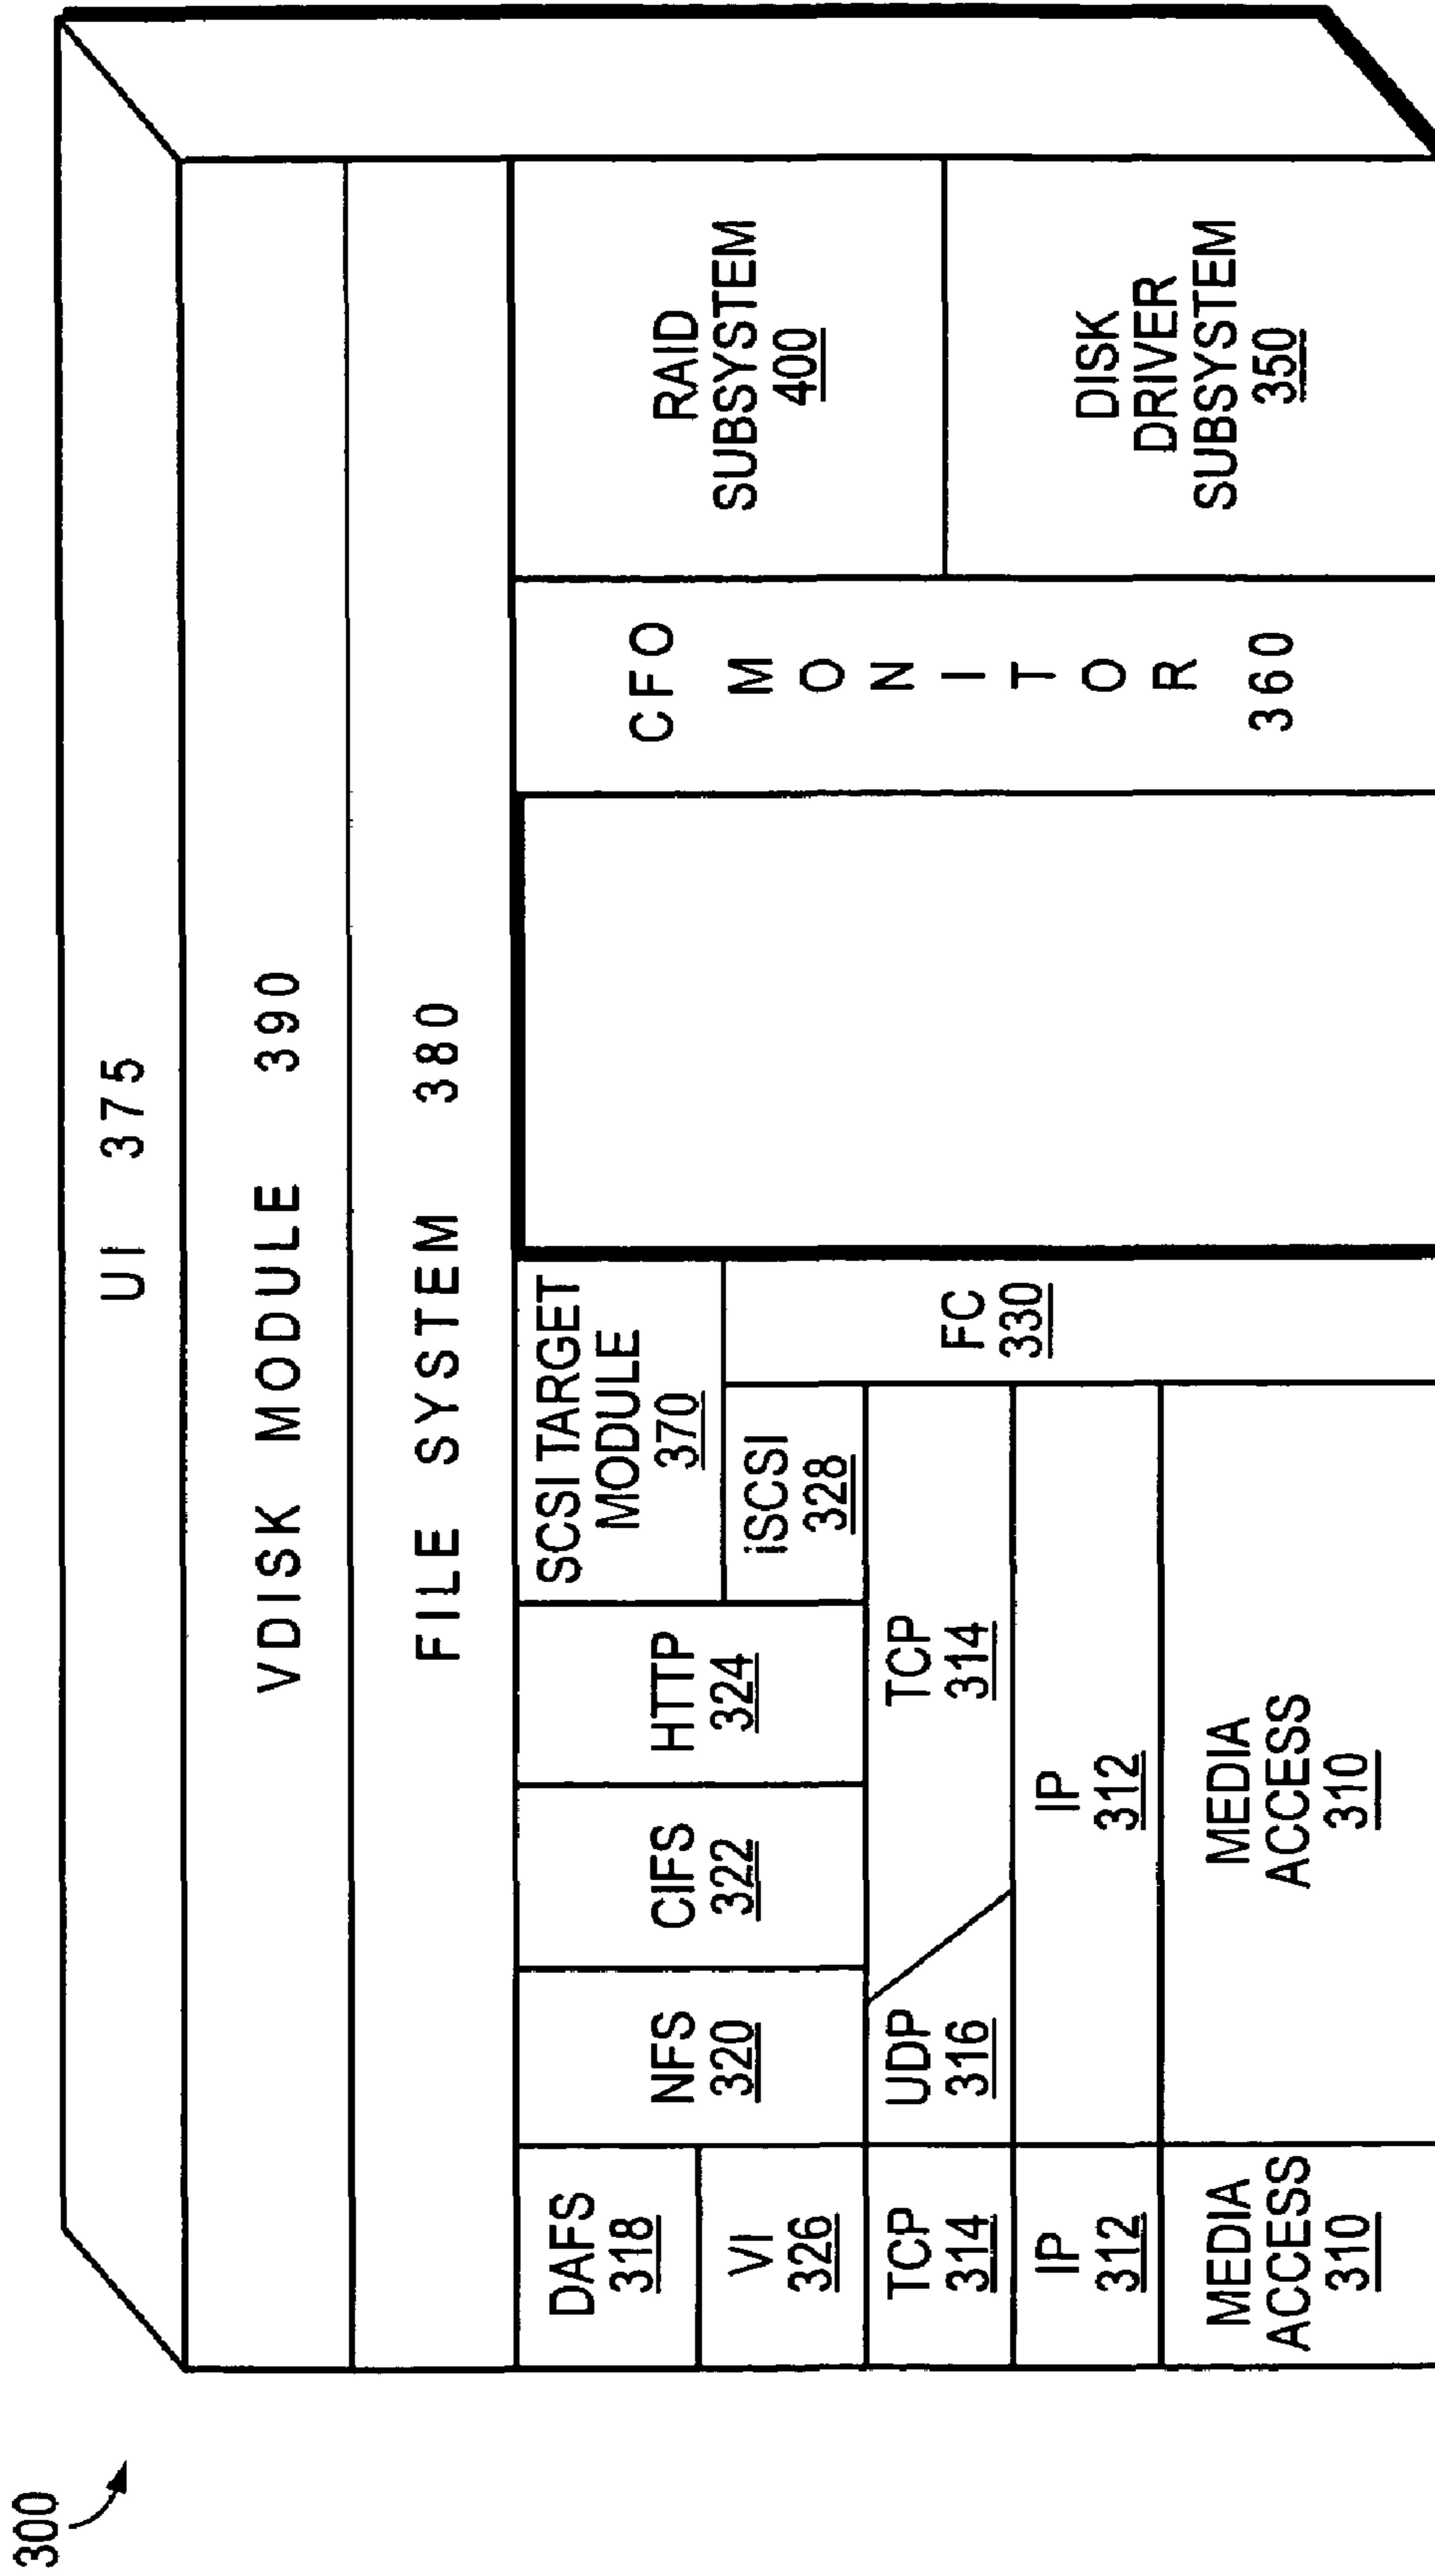 300
UI 375
VDISK MODULE 390
FILE SYSTEM 380
DAFS
318
VI
326
TCP
314
IP
312
MEDIA
ACCESS
310
NFS
320
CIFS
322
HTTP
324
SCSI TARGET
MODULE
370
iSCSI
328
FC
330
UDP
316
TCP
314
IP
312
MEDIA
ACCESS
310
CFO
M
O
N
I
T
O
R
360
RAID
SUBSYSTEM
400
DISK
DRIVER
SUBSYSTEM
350